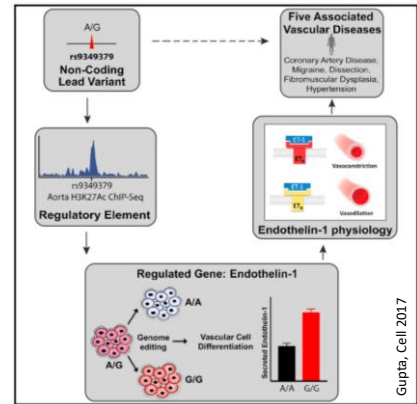 A/G
rs9349379
Non-Coding
Lead Variant
Five Associated
Vascular Diseases
Coronary Artery Disease,
Migraine, Dissection,
Fibromuscular Dysplasia,
Hypertension
rs9349379
Aorta H3K27Ac ChIP-Seq
Regulatory Element
ET-1
ET
Vasoconstriction
ET-1
ET
Vasodilation
Endothelin-1 physiology
Regulated Gene: Endothelin-1
A/A
Genome
editing
Vascular Cell
Differentiation
A/G
G/G
Secreted Endothelin-1
A/A G/G
Gupta, Cell 2017